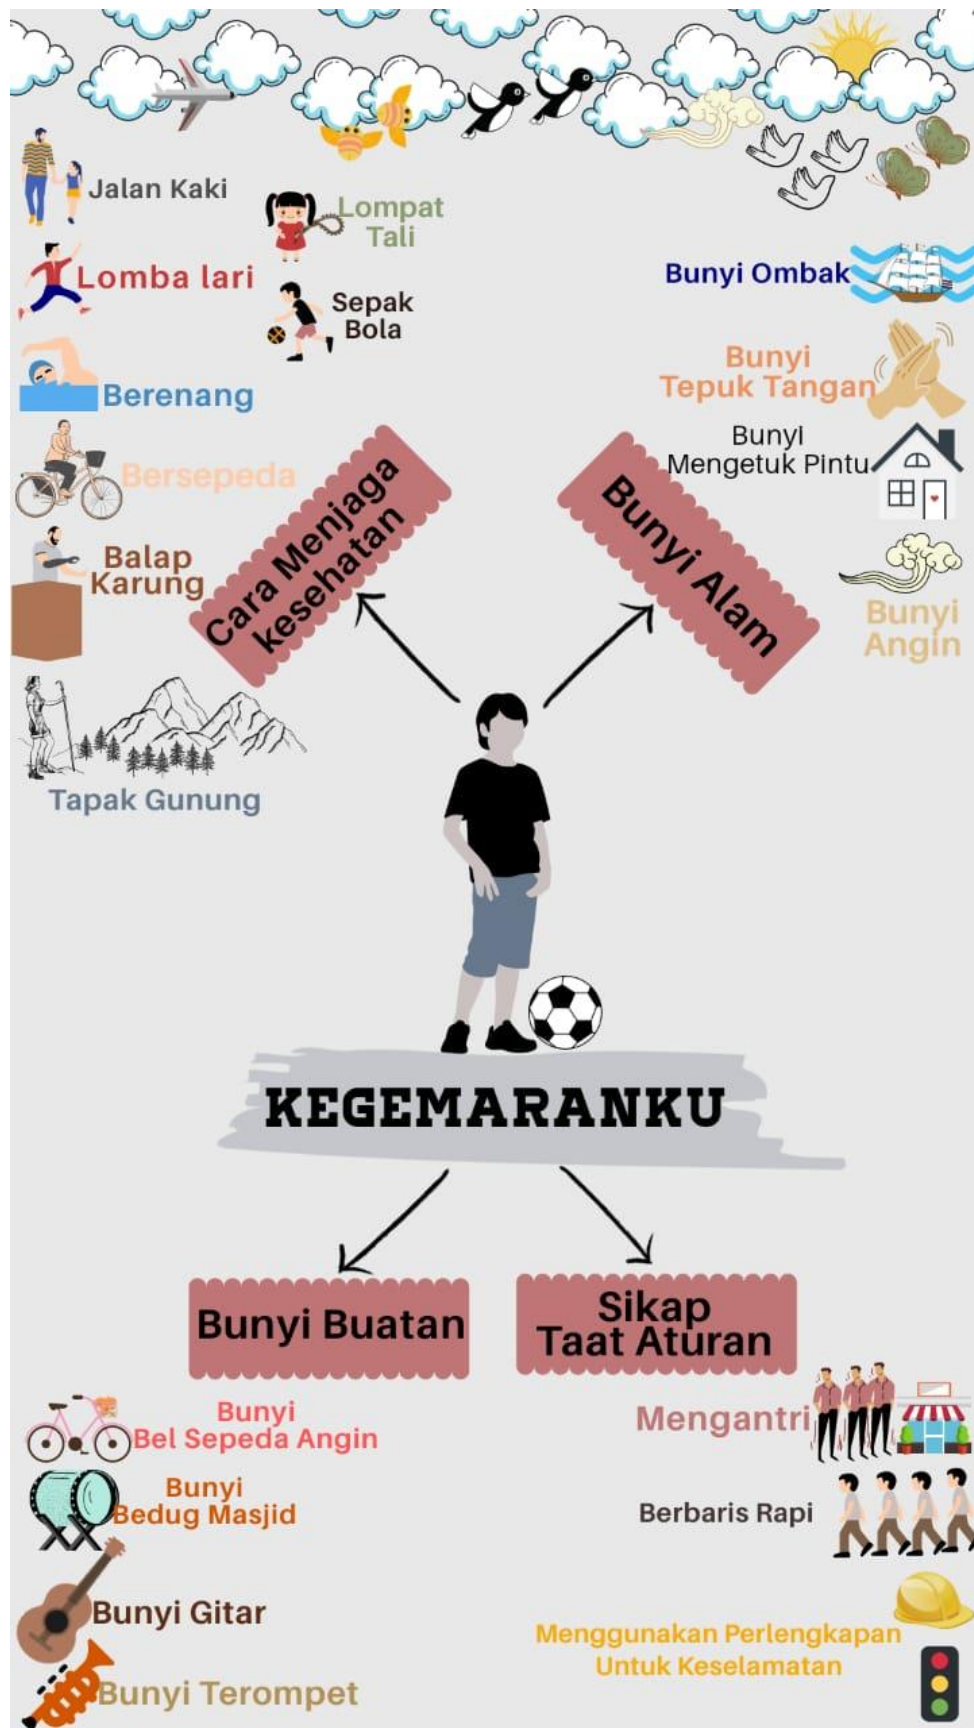 Jalan Kaki
Lompat
Tali
Lomba lari
Sepak
Bola
Berenang
Bersepeda
Balap
Karung
Tapak Gunung
Cara Menjaga
kesehatan
Bunyi Ombak
Bunyi
Tepuk Tangan
Bunyi
Mengetuk Pintu
Bunyi
Angin
Bunyi Alam
KEGEMARANKU
Bunyi Buatan
Bunyi
Bel Sepeda Angin
Bunyi
Bedug Masjid
Bunyi Gitar
Bunyi Terompet
Sikap
Taat Aturan
Mengantri
Berbaris Rapi
Menggunakan Perlengkapan
Untuk Keselamatan